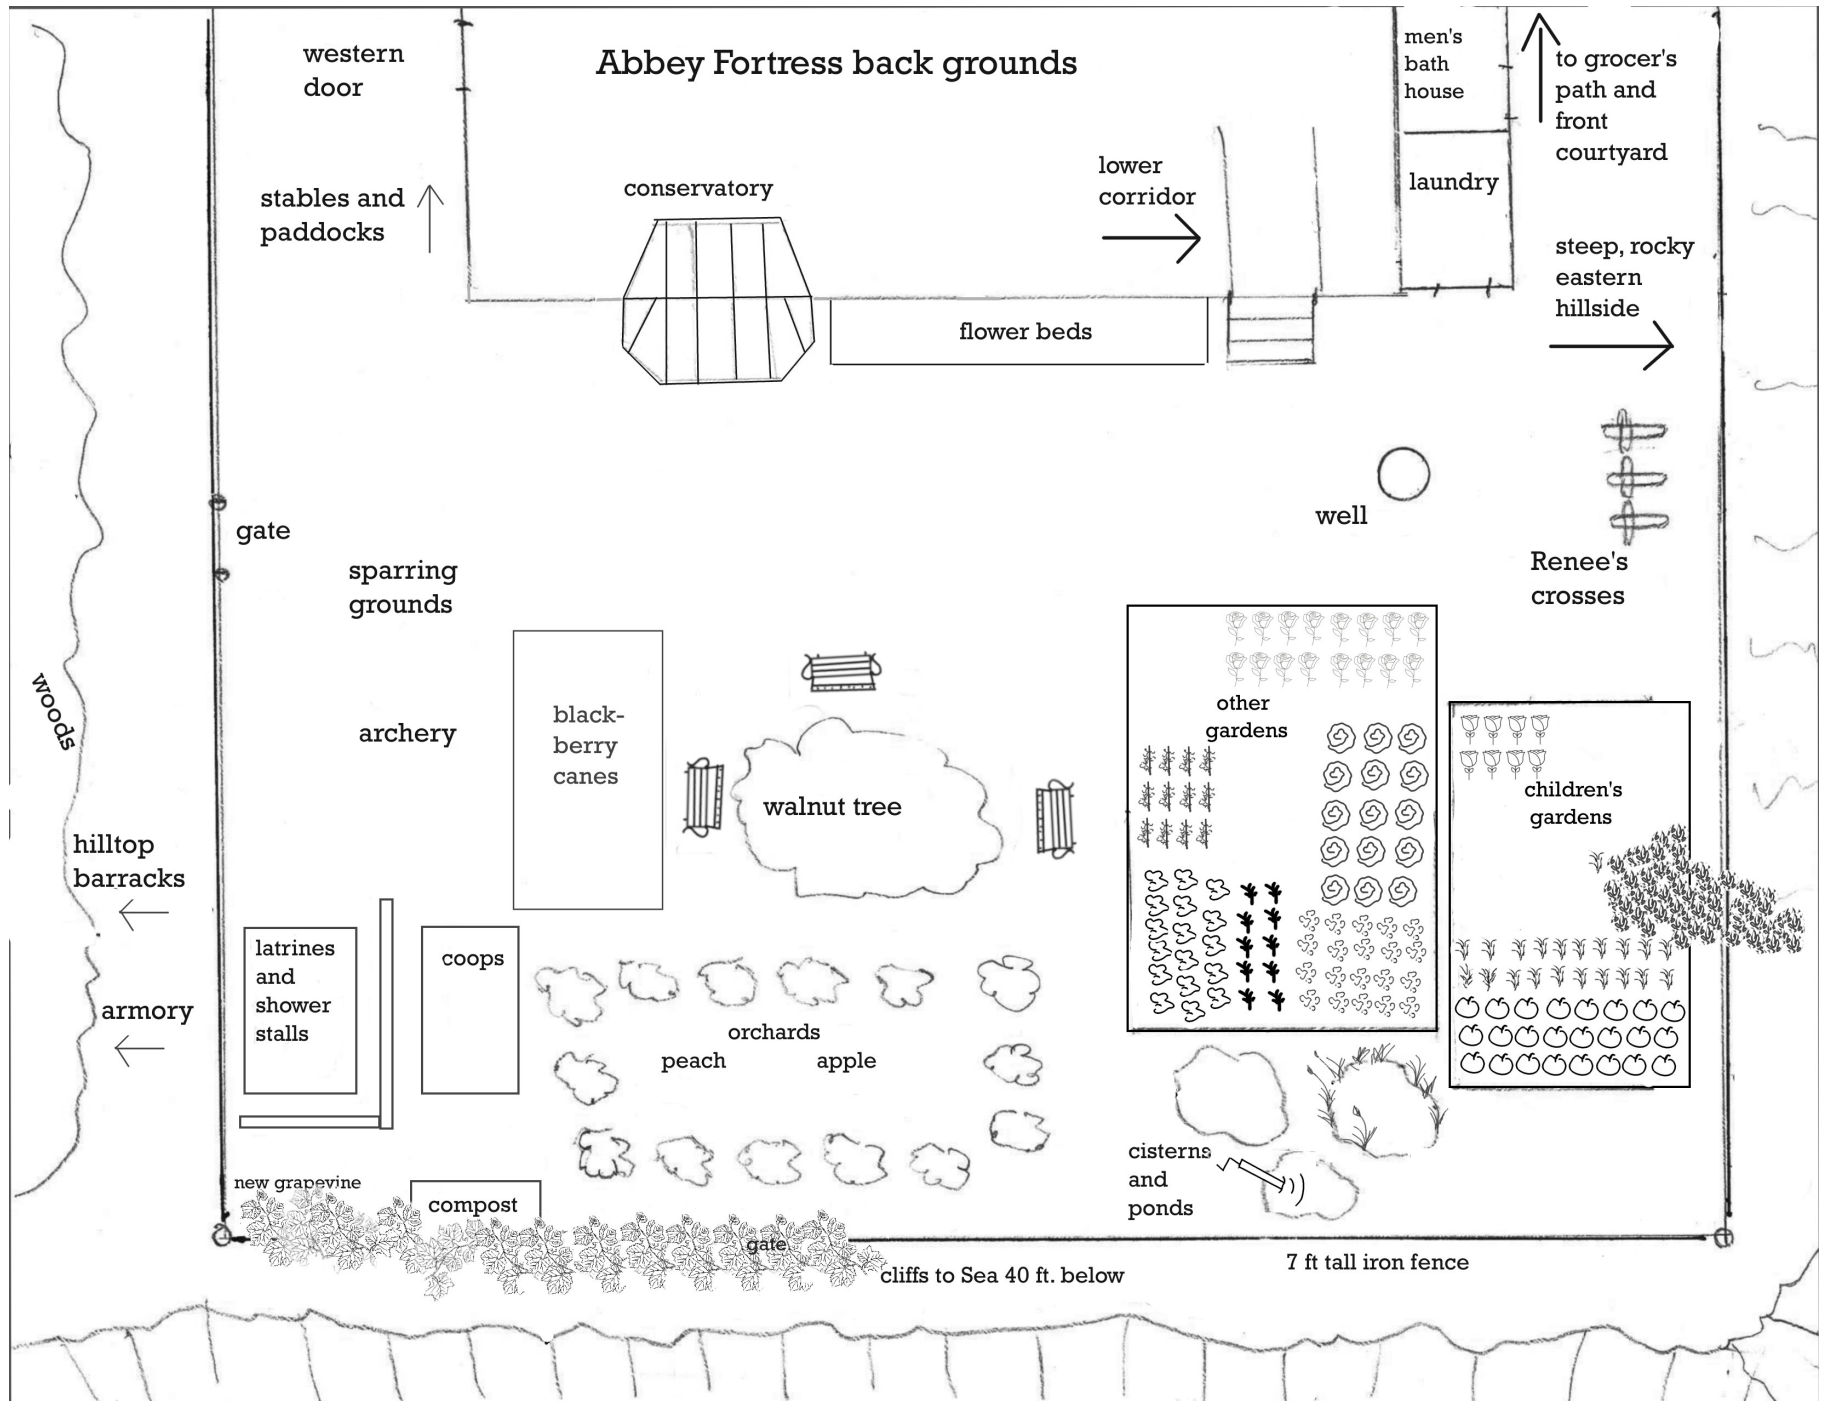 Abbey Fortress back grounds
western
door
men's
bath
house
to grocer's
path and
front
courtyard
stables and
paddocks
conservatory
lower
corridor
laundry
steep, rocky
eastern
hillside
flower beds
gate
well
sparring
grounds
Renee's
crosses
woods
archery
black-
berry
canes
walnut tree
other
gardens
children's
gardens
hilltop
barracks
armory
latrines
and
shower
stalls
coops
orchards
peach apple
cisterns
and
ponds
new grapevine
compost
gate
cliffs to Sea 40 ft. below
7 ft tall iron fence